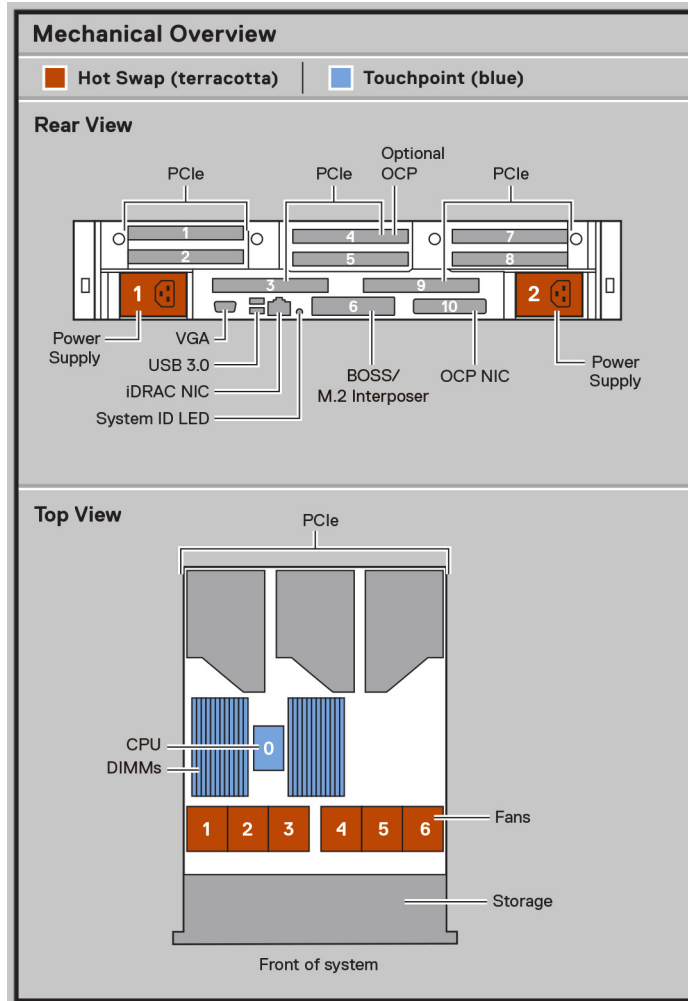 Mechanical Overview
Hot Swap (terracotta)
Touchpoint (blue)
Rear View
Optional
OCP
PCIe
PCIe
PCIe
1
2
4
5
7
8
3
9
1
6
10
2
Power
Supply
VGA
USB 3.0
iDRAC NIC
System ID LED
BOSS/
M.2 Interposer
OCP NIC
Power
Supply
Top View
PCIe
CPU
0
DIMMs
1 2 3 4 5 6
Fans
Storage
Front of system